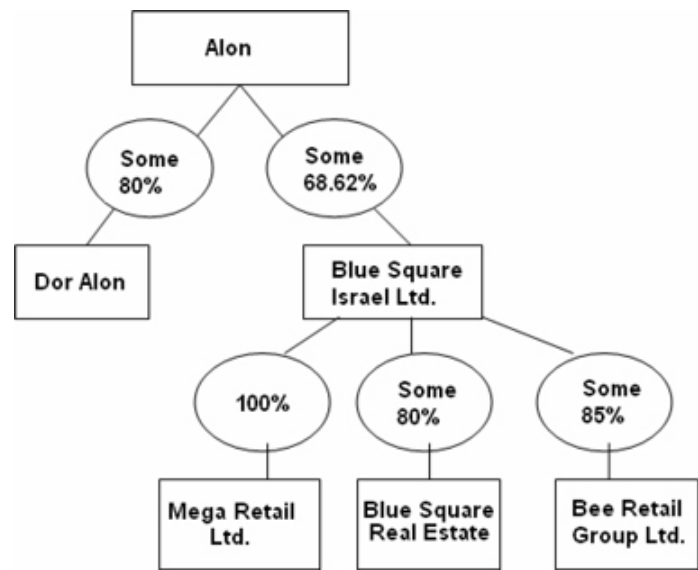 Alon
Some
80%
Some
68.62%
Dor Alon
Blue Square
Israel Ltd.
100%
Some
80%
Some
85%
Mega Retail
Ltd.
Blue Square
Real Estate
Bee Retail
Group Ltd.